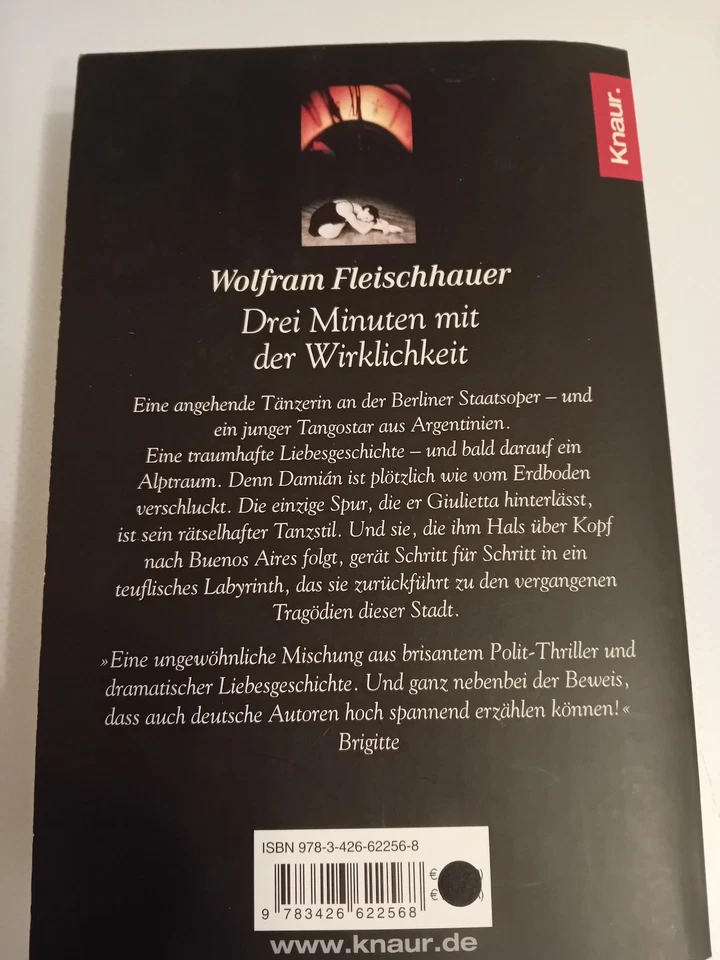 Knaur.
Wolfram Fleischhauer
Drei Minuten mit
der Wirklichkeit
Eine angehende Tänzerin an der Berliner Staatsoper – und
ein junger Tangostar aus Argentinien.
Eine traumhafte Liebesgeschichte – und bald darauf ein
Alptraum. Denn Damián ist plötzlich wie vom Erdboden
verschluckt. Die einzige Spur, die er Giulietta hinterlässt,
ist sein rätselhafter Tanzstil. Und sie, die ihm Hals über Kopf
nach Buenos Aires folgt, gerät Schritt für Schritt in ein
teuflisches Labyrinth, das sie zurückführt zu den vergangenen
Tragödien dieser Stadt.
»Eine ungewöhnliche Mischung aus brisantem Polit-Thriller und
dramatischer Liebesgeschichte. Und ganz nebenbei der Beweis,
dass auch deutsche Autoren hoch spannend erzählen können!«
Brigitte
ISBN 978-3-426-62256-8
9 783426 622568
www.knaur.de